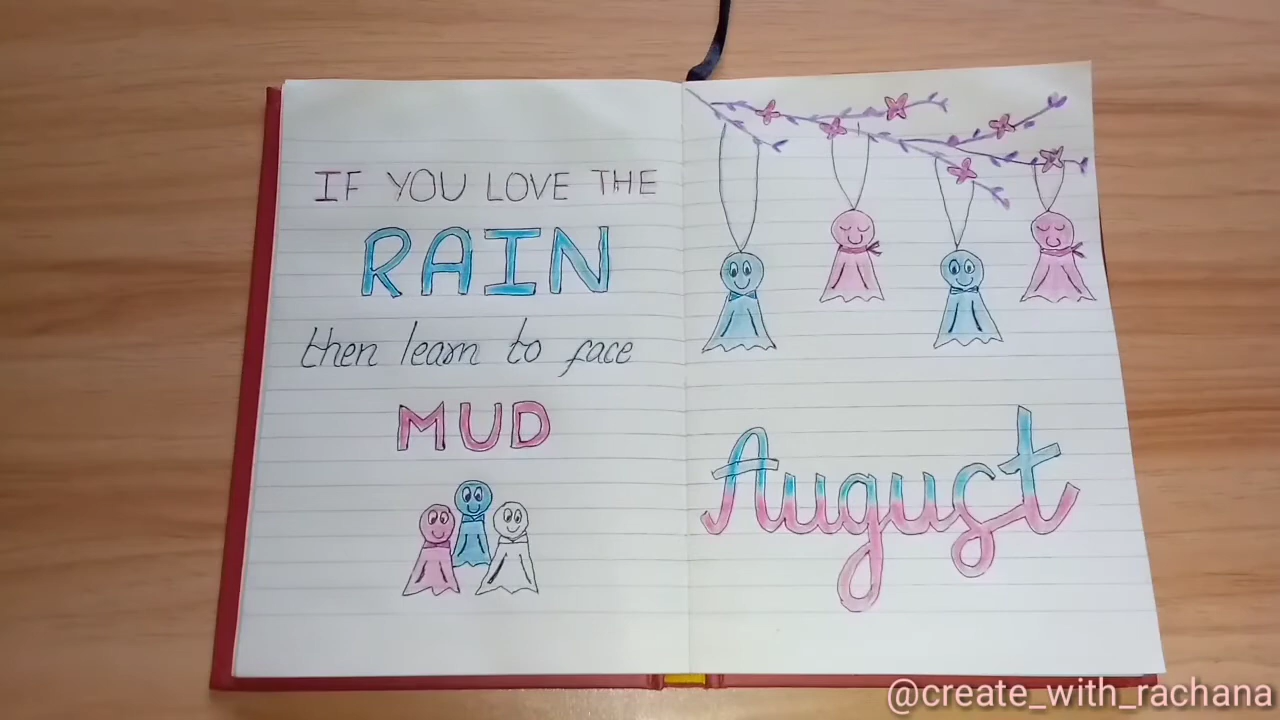 IF YOU LOVE THE
RAIN
then learn to face
MUD
August
@create_with_rachana